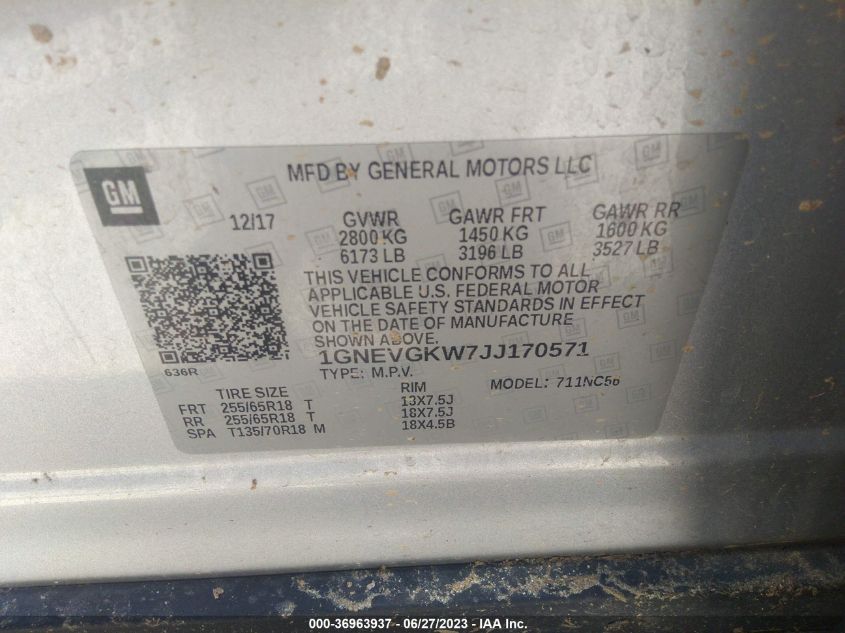 MFD BY GENERAL MOTORS LLC
GM
12/17 GVWR GAWR FRT GAWR RR
2800 KG 1450 KG 1600 KG
6173 LB 3196 LB 3527 LB
THIS VEHICLE CONFORMS TO ALL
APPLICABLE U.S. FEDERAL MOTOR
VEHICLE SAFETY STANDARDS IN EFFECT
ON THE DATE OF MANUFACTURE
SHOWN ABOVE.
636R 1GNEVGKW7JJ170571
TYPE: M.P.V. MODEL: 711NC56
TIRE SIZE RIM
FRT 255/65R18 T 13X7.5J
RR 255/65R18 T 18X7.5J
SPA T135/70R18 M 18X4.5B
000-36963937 - 06/27/2023 - IAA Inc.